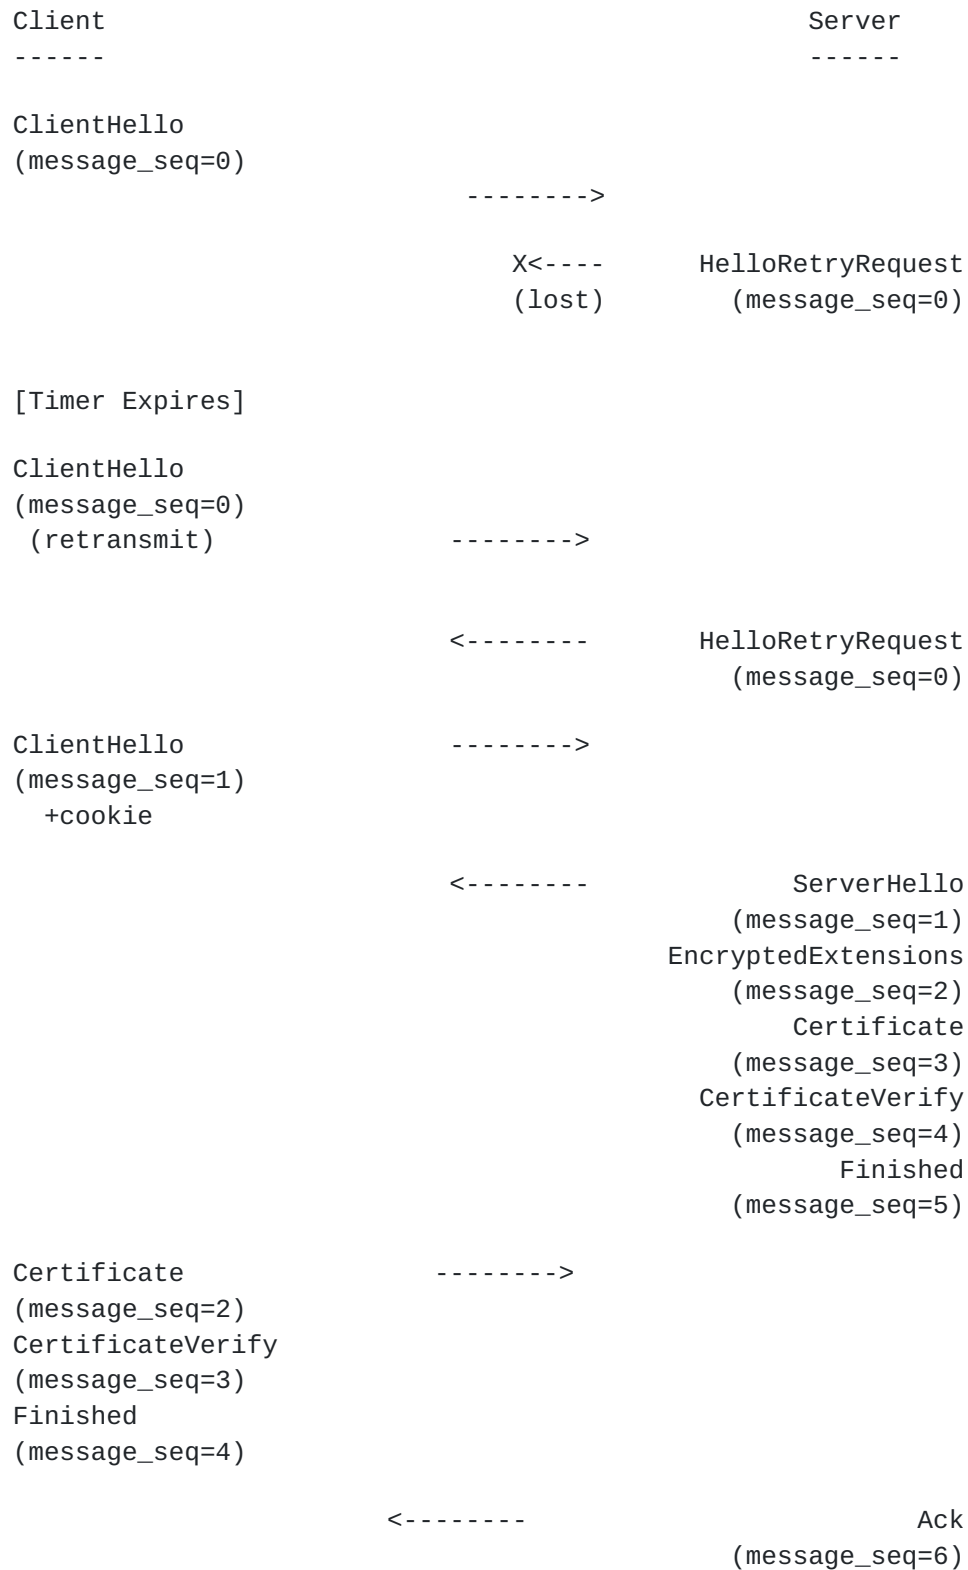 Client                                             Server
------                                             ------
ClientHello
(message_seq=0)
                             -------->
                                X<----      HelloRetryRequest
                                (lost)        (message_seq=0)
[Timer Expires]
ClientHello
(message_seq=0)
 (retransmit)               -------->
                            <--------       HelloRetryRequest
                                              (message_seq=0)
ClientHello                 -------->
(message_seq=1)
  +cookie
                            <--------             ServerHello
                                              (message_seq=1)
                                          EncryptedExtensions
                                              (message_seq=2)
                                                  Certificate
                                              (message_seq=3)
                                            CertificateVerify
                                              (message_seq=4)
                                                     Finished
                                              (message_seq=5)
Certificate                -------->
(message_seq=2)
CertificateVerify
(message_seq=3)
Finished
(message_seq=4)
                        <--------                         Ack
                                              (message_seq=6)